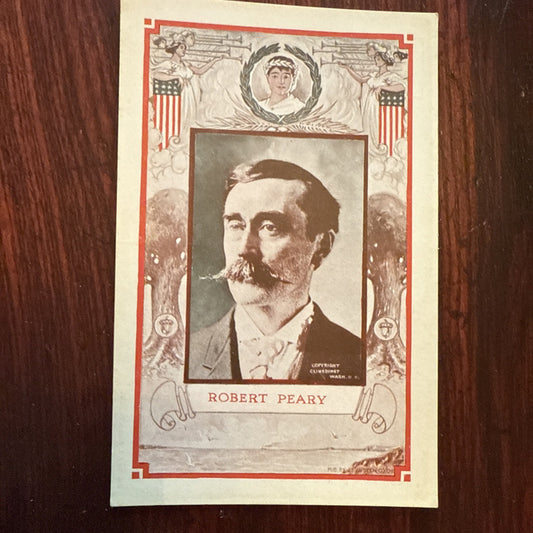 COPYRIGHT
CLINEDINST
WASH. D.C.
ROBERT PEARY